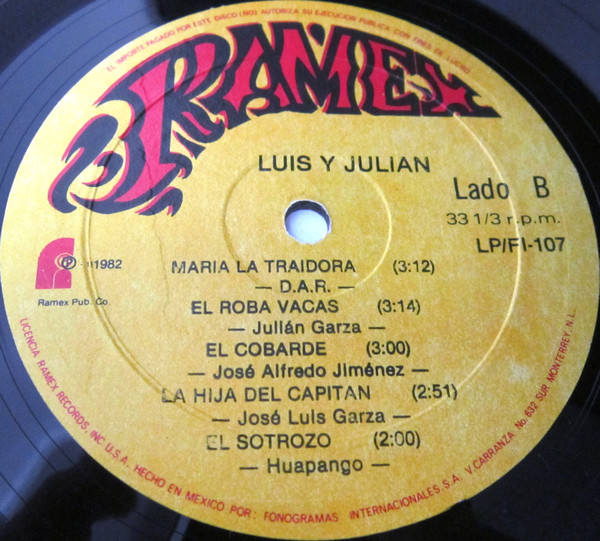 EL IMPORTE PAGADO POR ESTE DISCO (NO) AUTORIZA SU EJECUCION PUBLICA CON FINES DE LUCRO
RAMEX
LUIS Y JULIAN
Lado B
33 1/3 r.p.m.
LP/FI-107
℗ 1982
Ramex Pub. Co.
MARIA LA TRAIDORA (3:12)
— D.A.R. —
EL ROBA VACAS (3:14)
— Julián Garza —
EL COBARDE (3:00)
— José Alfredo Jiménez —
LA HIJA DEL CAPITAN (2:51)
— José Luis Garza —
EL SOTROZO (2:00)
— Huapango —
LICENCIA RAMEX RECORDS, INC U.S.A. HECHO EN MEXICO POR: FONOGRAMAS INTERNACIONALES S.A. V. CARRANZA No. 632 SUR MONTERREY, N.L.